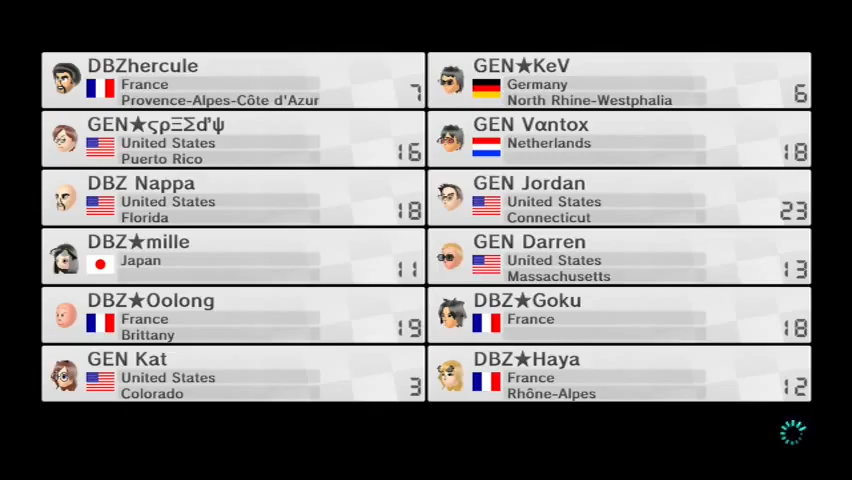 DBZhercule
France
Provence-Alpes-Côte d'Azur
7
GEN★KeV
Germany
North Rhine-Westphalia
6
GEN★ςρΞΣď'ψ
United States
Puerto Rico
16
GEN Vαntox
Netherlands
18
DBZ Nappa
United States
Florida
18
GEN Jordan
United States
Connecticut
23
DBZ★mille
Japan
11
GEN Darren
United States
Massachusetts
13
DBZ★Oolong
France
Brittany
19
DBZ★Goku
France
18
GEN Kat
United States
Colorado
3
DBZ★Haya
France
Rhône-Alpes
12